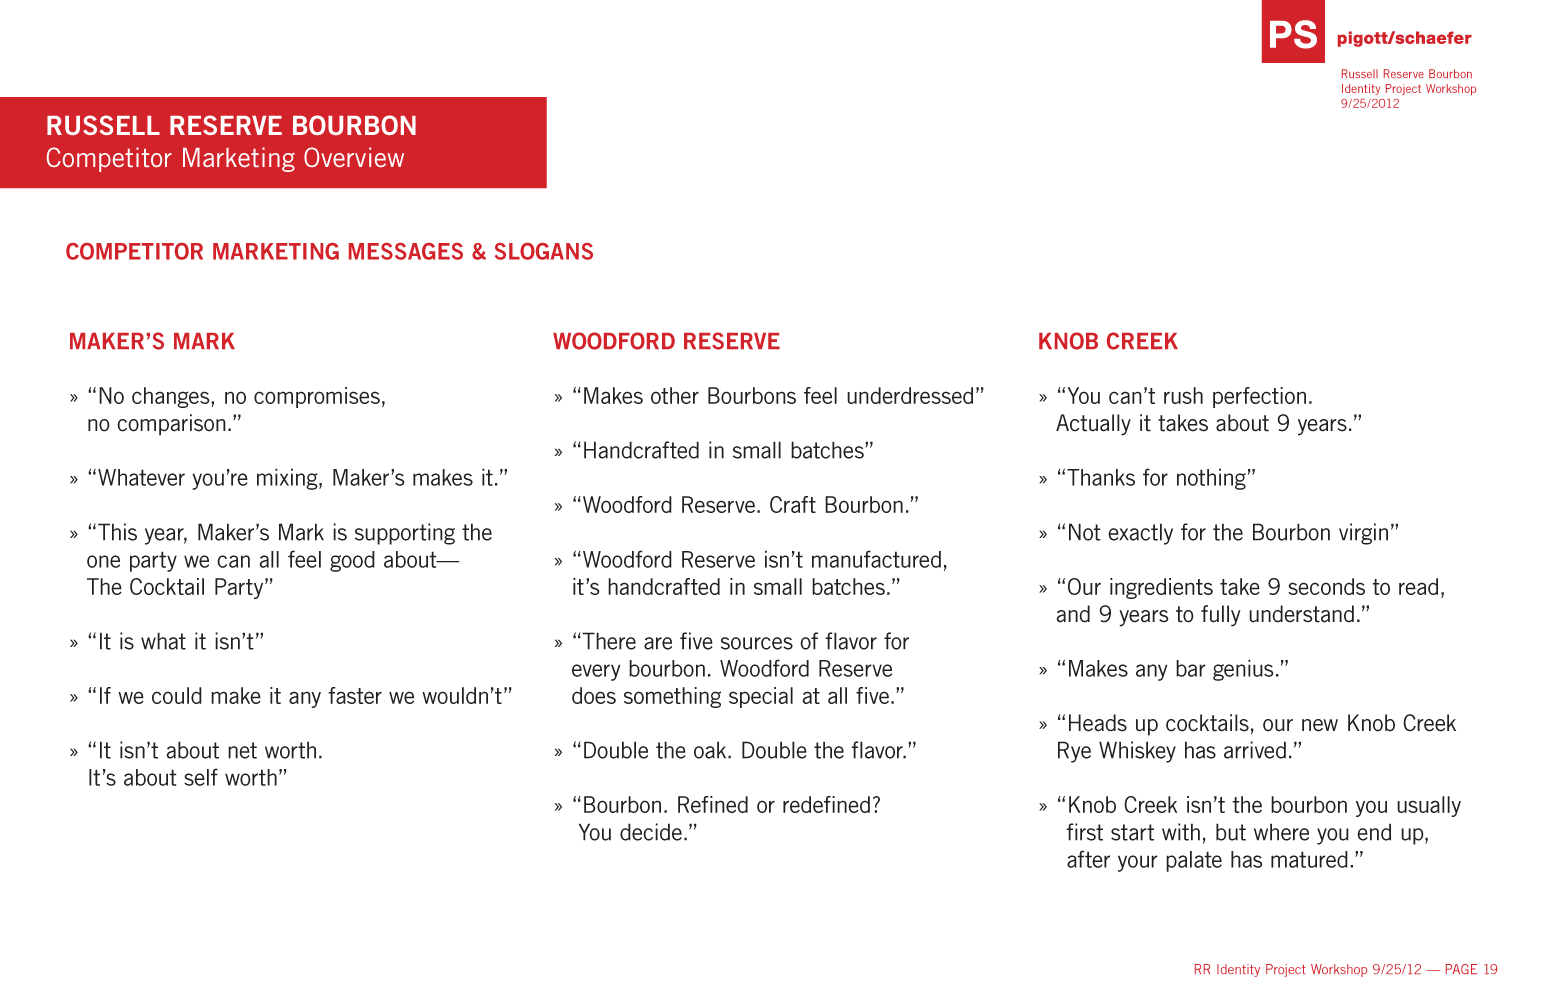 PS pigott/schaefer
Russell Reserve Bourbon
Identity Project Workshop
9/25/2012
RUSSELL RESERVE BOURBON
Competitor Marketing Overview
COMPETITOR MARKETING MESSAGES & SLOGANS
MAKER’S MARK
» “No changes, no compromises,
no comparison.”
» “Whatever you’re mixing, Maker’s makes it.”
» “This year, Maker’s Mark is supporting the
one party we can all feel good about—
The Cocktail Party”
» “It is what it isn’t”
» “If we could make it any faster we wouldn’t”
» “It isn’t about net worth.
It’s about self worth”
WOODFORD RESERVE
» “Makes other Bourbons feel underdressed”
» “Handcrafted in small batches”
» “Woodford Reserve. Craft Bourbon.”
» “Woodford Reserve isn’t manufactured,
it’s handcrafted in small batches.”
» “There are five sources of flavor for
every bourbon. Woodford Reserve
does something special at all five.”
» “Double the oak. Double the flavor.”
» “Bourbon. Refined or redefined?
You decide.”
KNOB CREEK
» “You can’t rush perfection.
Actually it takes about 9 years.”
» “Thanks for nothing”
» “Not exactly for the Bourbon virgin”
» “Our ingredients take 9 seconds to read,
and 9 years to fully understand.”
» “Makes any bar genius.”
» “Heads up cocktails, our new Knob Creek
Rye Whiskey has arrived.”
» “Knob Creek isn’t the bourbon you usually
first start with, but where you end up,
after your palate has matured.”
RR Identity Project Workshop 9/25/12 — PAGE 19